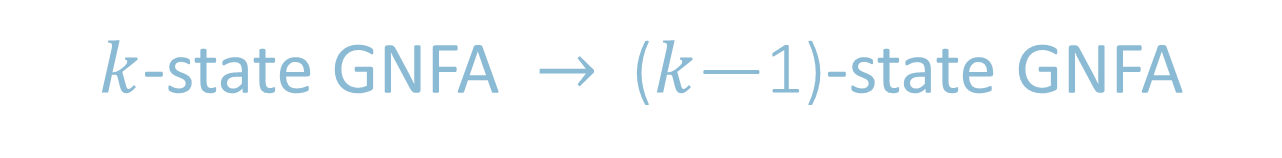 k-state GNFA → (k—1)-state GNFA